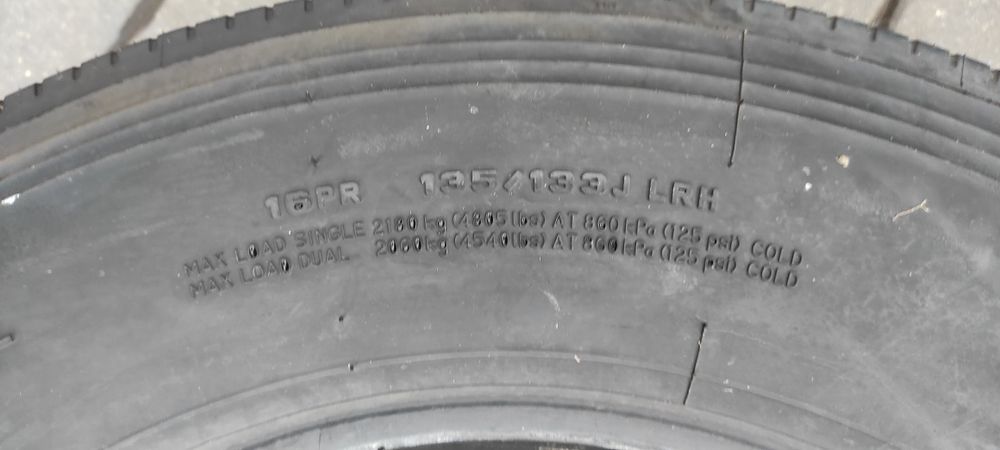 16PR 135/133J LRH
MAX LOAD SINGLE 2180 kg (4805 lbs) AT 860 kPa (125 psi) COLD
MAX LOAD DUAL 2060 kg (4540 lbs) AT 860 kPa (125 psi) COLD